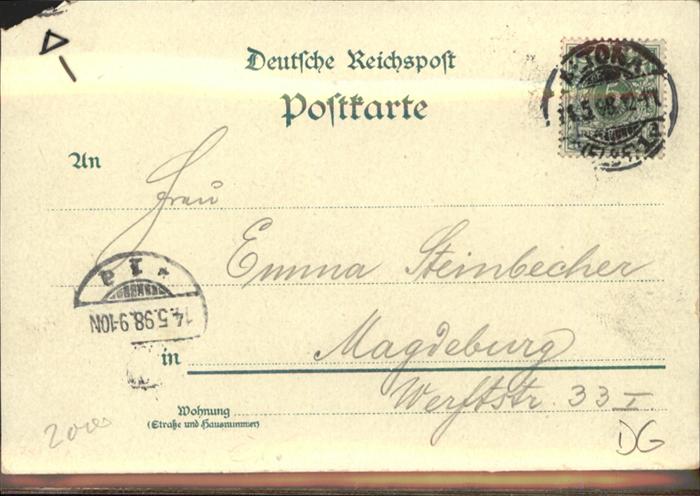 Deutsche Reichspost
Postkarte
An
Frau
Emma Steinbecher
in Magdeburg
Werftstr. 33 I
Wohnung
(Straße und Hausnummer)
14.5.98.9-10N
DG